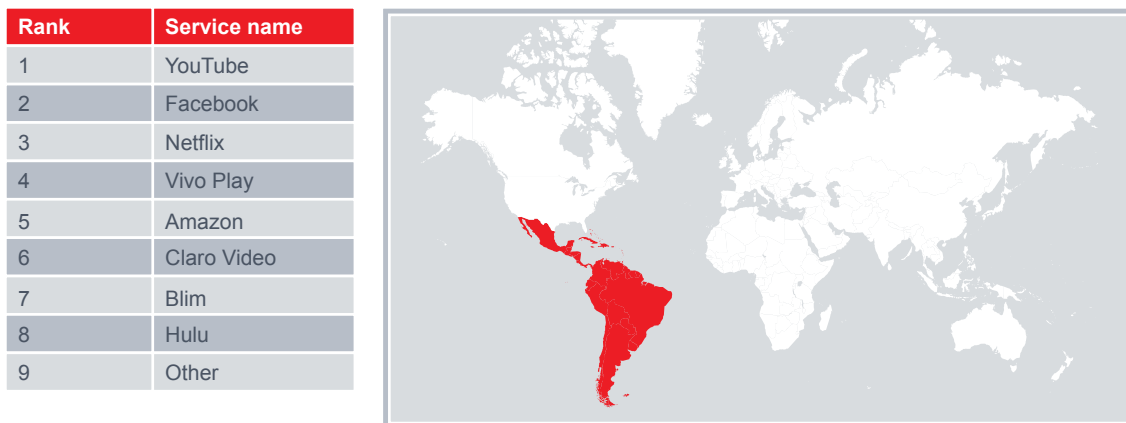 Rank Service name
1 YouTube
2 Facebook
3 Netflix
4 Vivo Play
5 Amazon
6 Claro Video
7 Blim
8 Hulu
9 Other